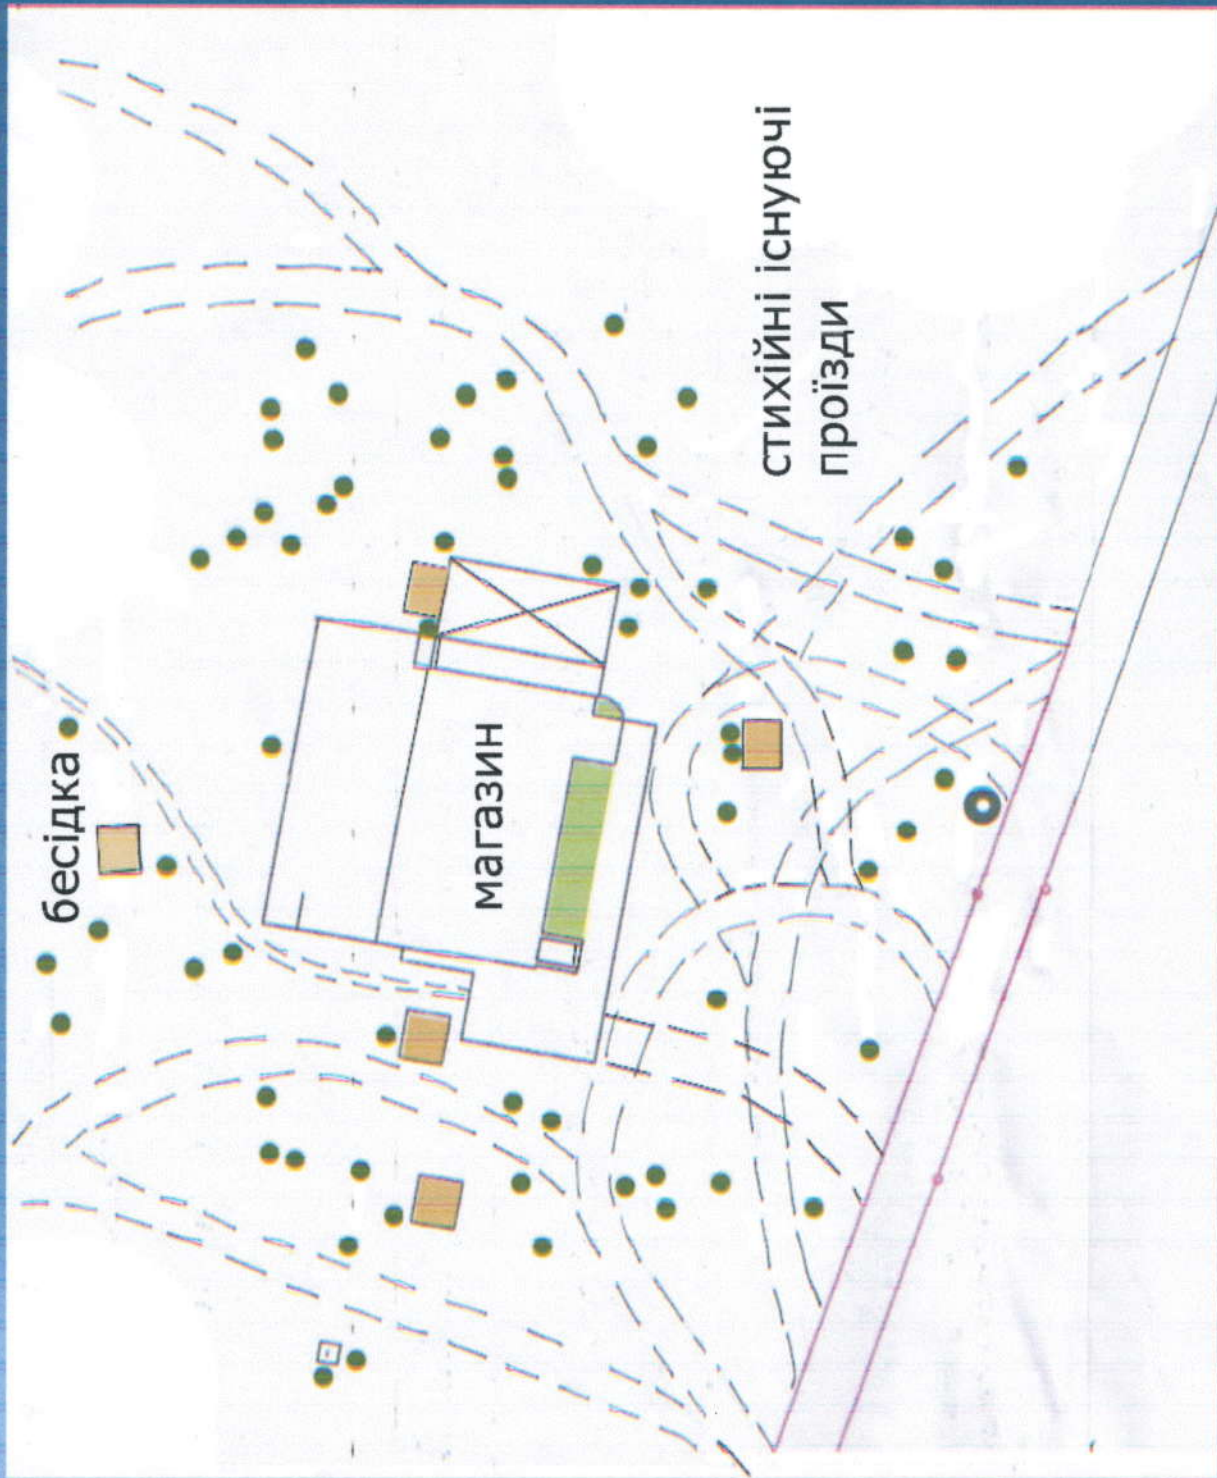 бесідка
магазин
стихійні існуючі
проїзди